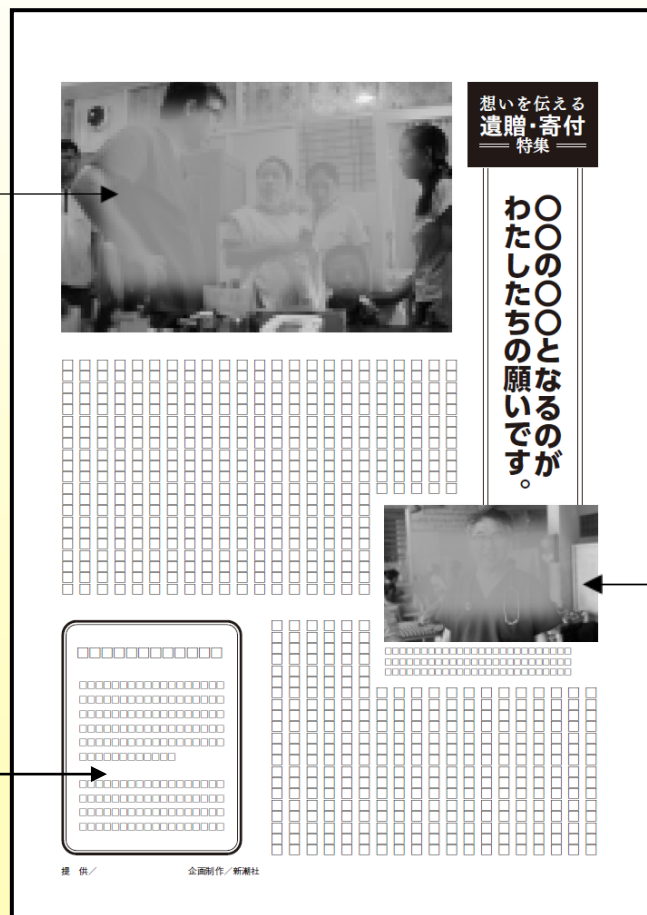 想いを伝える
遺贈・寄付
特集
〇〇の〇〇となるのが
わたしたちの願いです。
提　供／
企画制作／新潮社